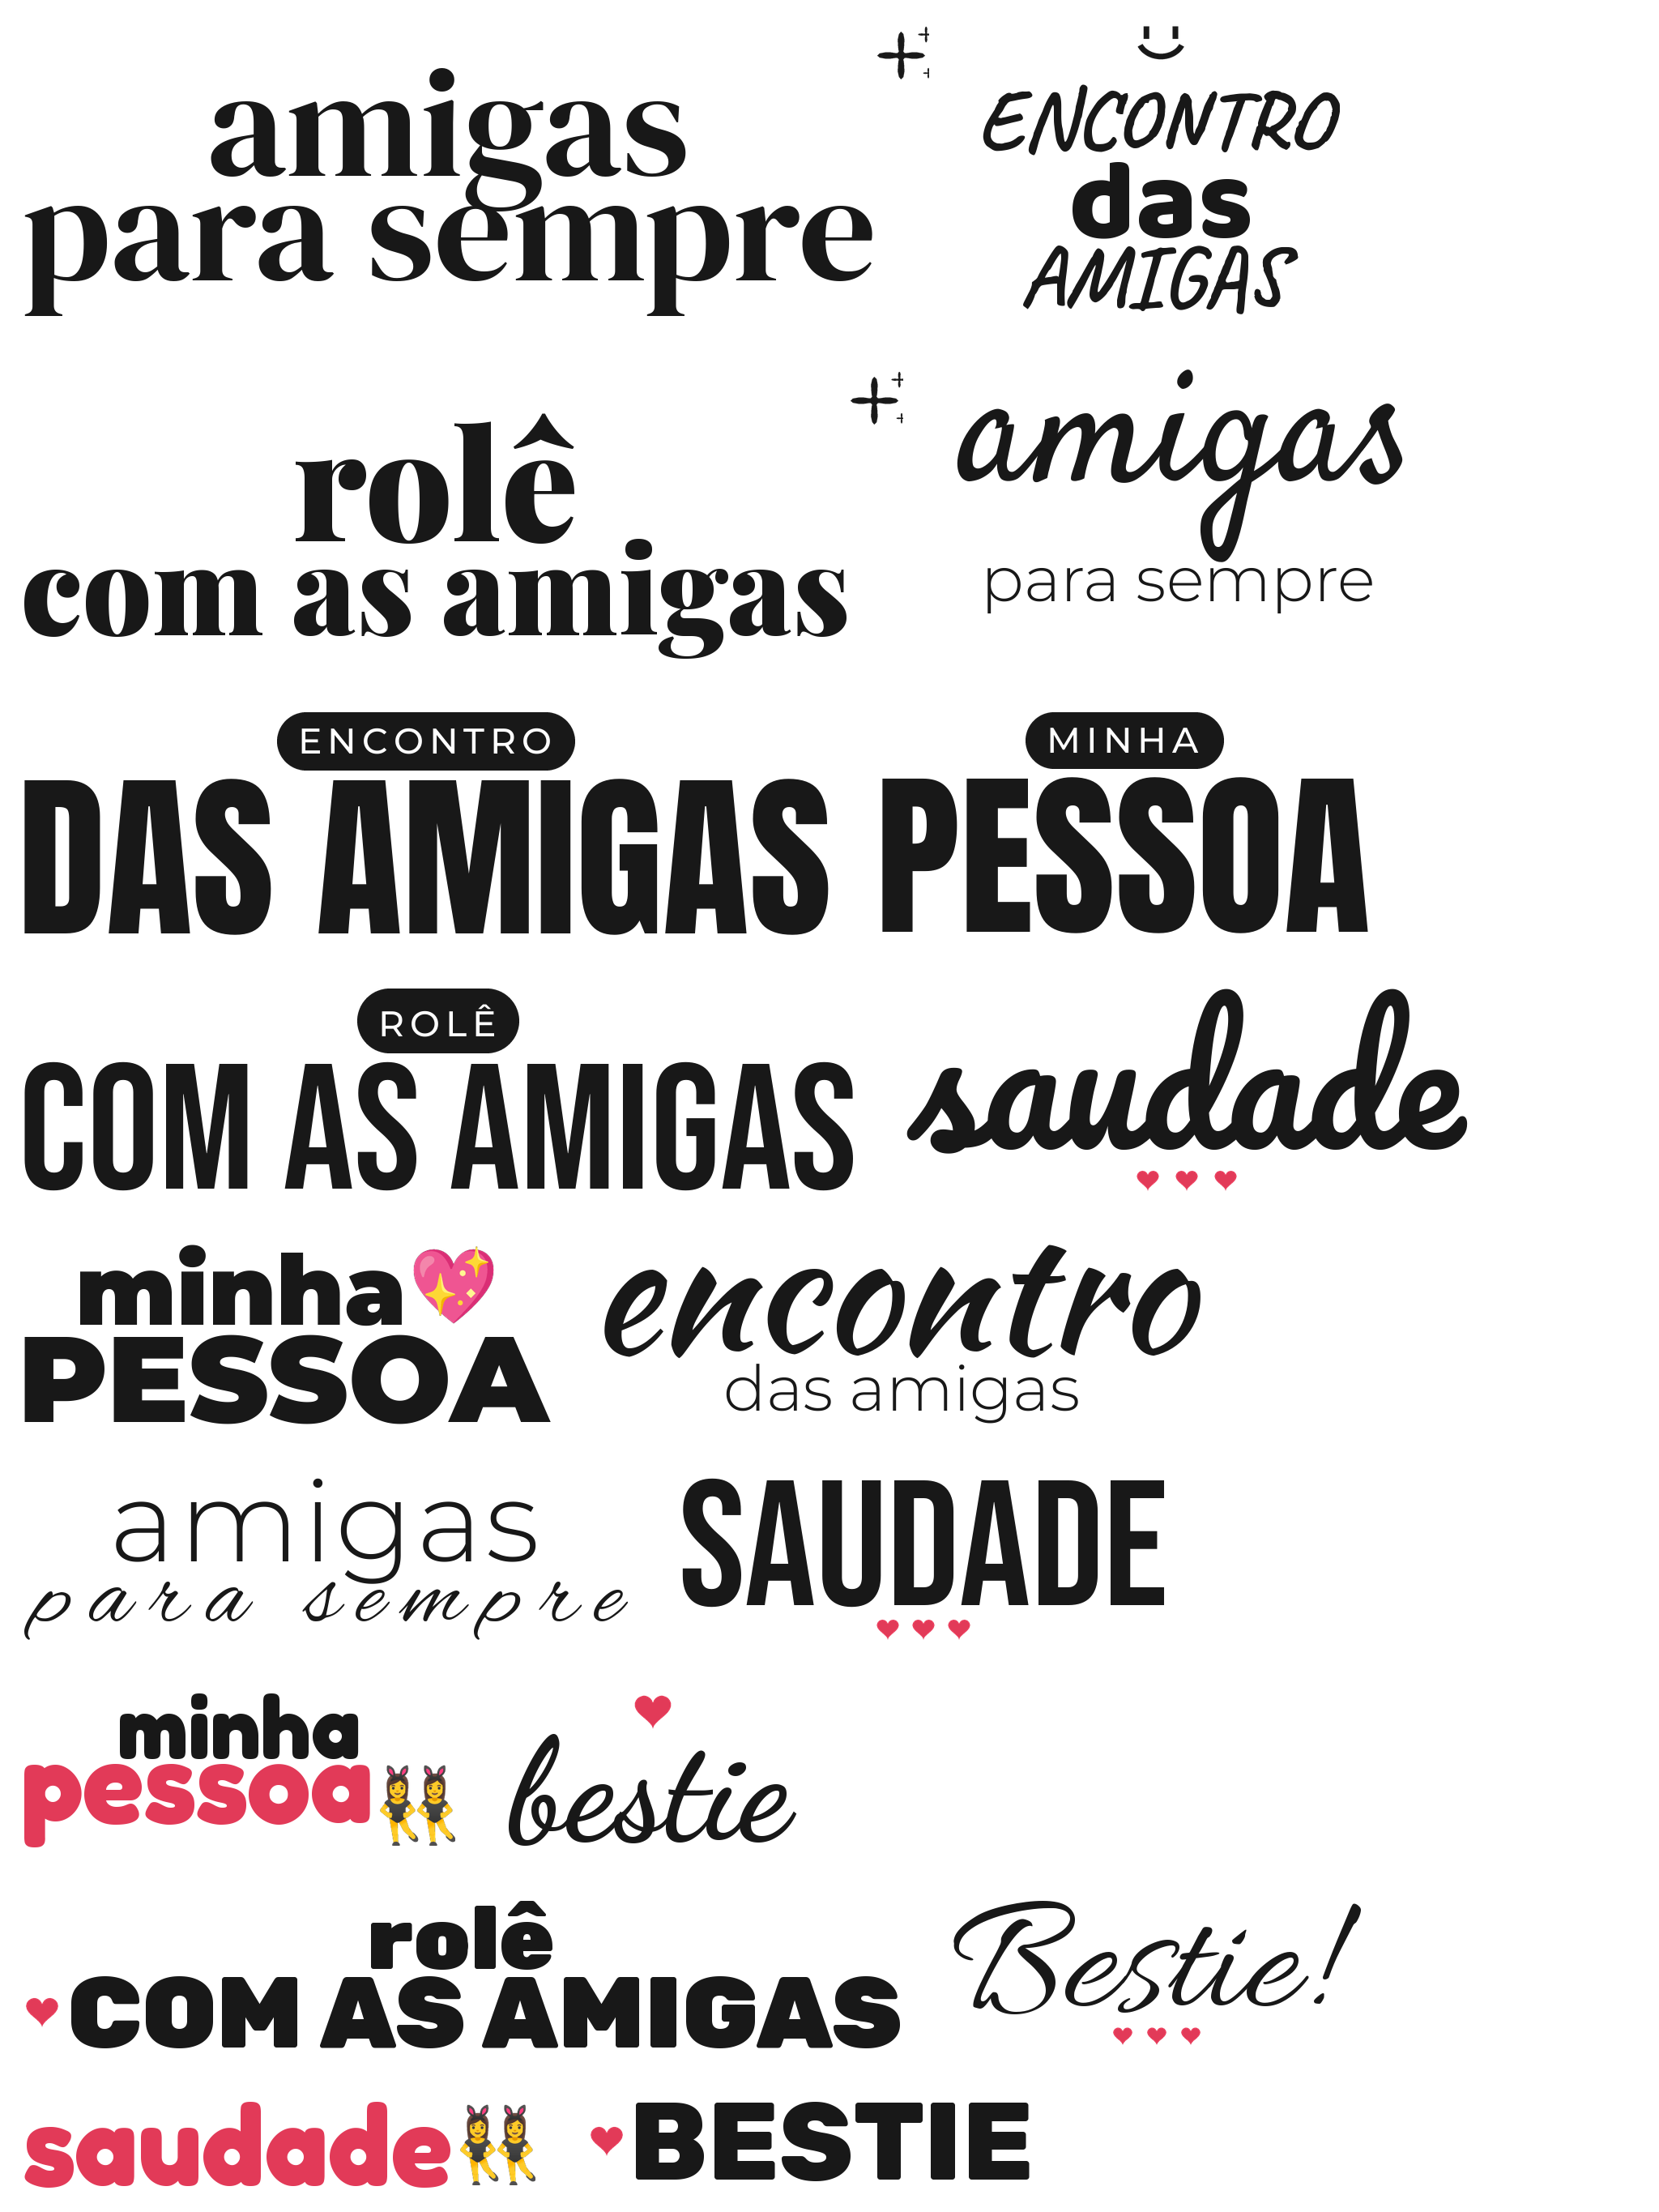 amigas
para sempre
ENCONTRO
das
AMIGAS
rolê
com as amigas
amigas
para sempre
ENCONTRO
DAS AMIGAS
MINHA
PESSOA
ROLÊ
COM AS AMIGAS
saudade
minha
PESSOA
encontro
das amigas
amigas
para sempre
SAUDADE
minha
pessoa
bestie
rolê
COM AS AMIGAS
Bestie!
saudade
BESTIE